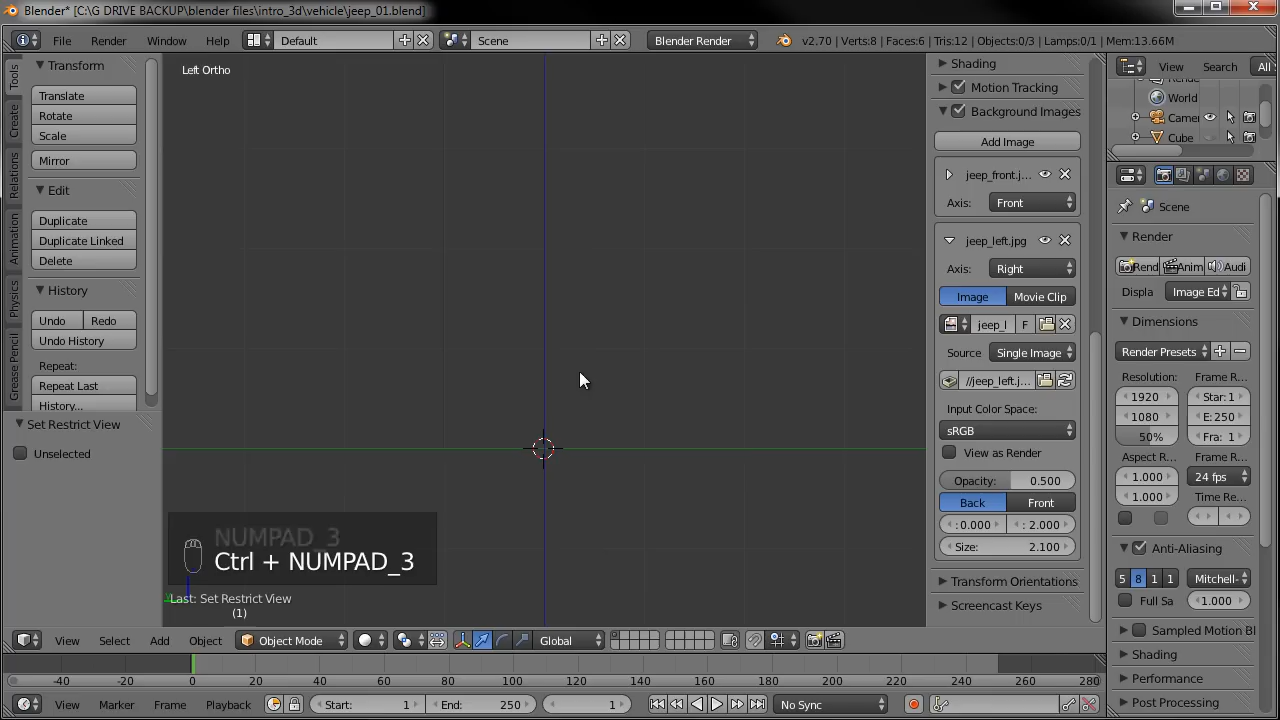 Blender* [C:\G DRIVE BACKUP\blender files\intro_3d\vehicle\jeep_01.blend]
File Render Window Help Default Scene Blender Render v2.70 | Verts:8 | Faces:6 | Tris:12 | Objects:0/3 | Lamps:0/1 | Mem:13.66M
Tools
Create
Relations
Animation
Physics
Grease Pencil
Transform
Translate
Rotate
Scale
Mirror
Edit
Duplicate
Duplicate Linked
Delete
History
Undo Redo
Undo History
Repeat:
Repeat Last
History...
Set Restrict View
Unselected
Left Ortho
NUMPAD_3
Ctrl + NUMPAD_3
Last: Set Restrict View
(1)
Shading
Motion Tracking
Background Images
Add Image
jeep_front.j...
Axis: Front
jeep_left.jpg
Axis: Right
Image Movie Clip
jeep_l F
Source Single Image
//jeep_left.j...
Input Color Space:
sRGB
View as Render
Opacity: 0.500
Back Front
: 0.000 : 2.000
Size: 2.100
Transform Orientations
Screencast Keys
View Search All
World
Camer
Cube
Scene
Render
Rend Anim Audi
Displa Image Ed
Dimensions
Render Presets
Resolution: Frame R...
1920 Star: 1
1080 E: 250
50% Fra: 1
Aspect R... Frame R...
1.000 24 fps
1.000 Time Re...
Anti-Aliasing
5 8 1 1 Mitchell-
Full Sa 1.000
Sampled Motion Bl
Shading
Performance
Post Processing
View Select Add Object Object Mode Global
-40 -20 0 20 40 60 80 100 120 140 160 180 200 220 240 260 280
View Marker Frame Playback Start: 1 End: 250 1 No Sync